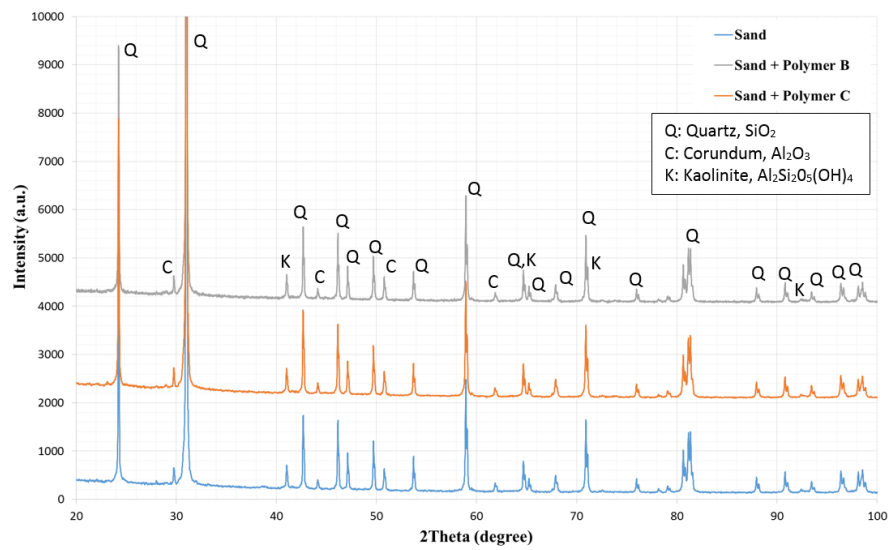 10000
9000
8000
7000
6000
5000
4000
3000
2000
1000
0
Intensity (a.u.)
20 30 40 50 60 70 80 90 100
2Theta (degree)
Sand
Sand + Polymer B
Sand + Polymer C
Q: Quartz, SiO₂
C: Corundum, Al₂O₃
K: Kaolinite, Al₂Si₂0₅(OH)₄
Q
Q
C
K
Q
C
Q
Q
Q
C
Q
Q
C
Q,K
Q
Q
Q
K
Q
Q
Q
Q
K
Q
Q
Q